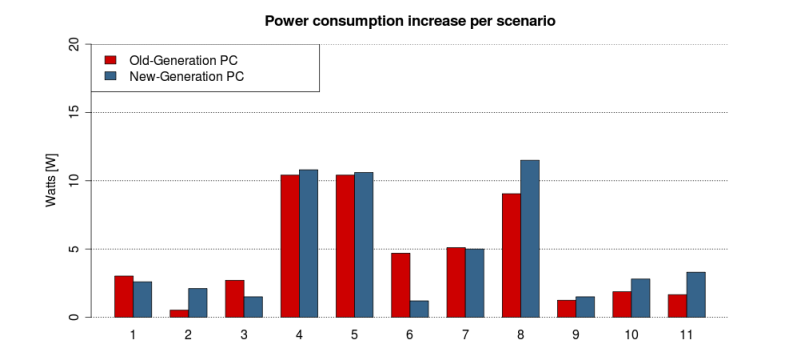 Power consumption increase per scenario
20
Old-Generation PC
New-Generation PC
15
Watts [W]
10
5
0
1 2 3 4 5 6 7 8 9 10 11